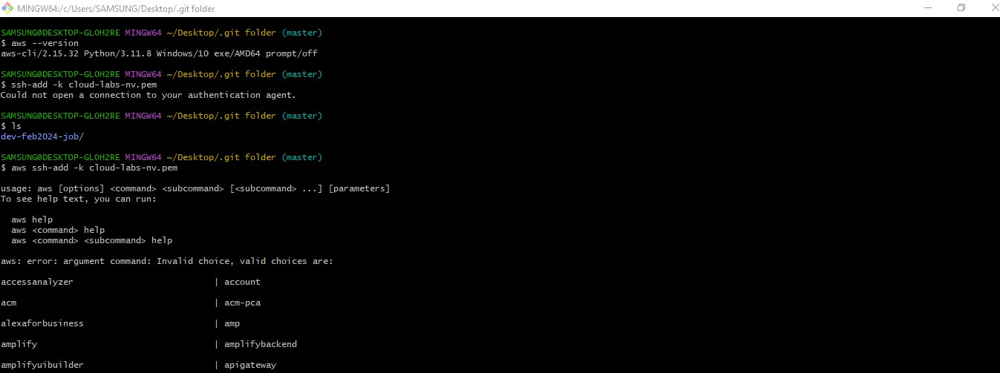 MINGW64:/c/Users/SAMSUNG/Desktop/.git folder
SAMSUNG@DESKTOP-GLOH2RE MINGW64 ~/Desktop/.git folder (master)
$ aws --version
aws-cli/2.15.32 Python/3.11.8 Windows/10 exe/AMD64 prompt/off
SAMSUNG@DESKTOP-GLOH2RE MINGW64 ~/Desktop/.git folder (master)
$ ssh-add -k cloud-labs-nv.pem
Could not open a connection to your authentication agent.
SAMSUNG@DESKTOP-GLOH2RE MINGW64 ~/Desktop/.git folder (master)
$ ls
dev-feb2024-job/
SAMSUNG@DESKTOP-GLOH2RE MINGW64 ~/Desktop/.git folder (master)
$ aws ssh-add -k cloud-labs-nv.pem
usage: aws [options] <command> <subcommand> [<subcommand> ...] [parameters]
To see help text, you can run:
aws help
aws <command> help
aws <command> <subcommand> help
aws: error: argument command: Invalid choice, valid choices are:
accessanalyzer | account
acm | acm-pca
alexaforbusiness | amp
amplify | amplifybackend
amplifyuibuilder | apigateway